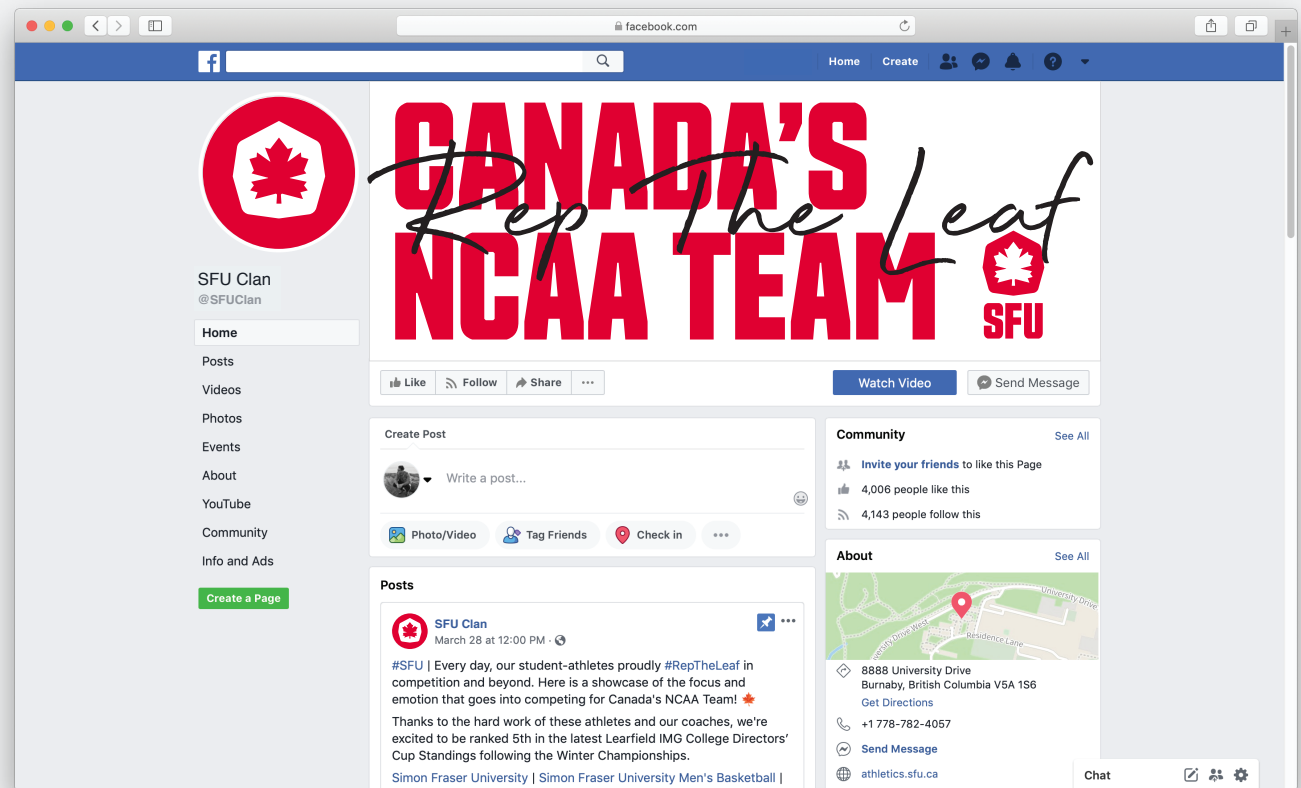 facebook.com
Home Create
CANADA'S
Rep The Leaf
NCAA TEAM
SFU
SFU Clan
@SFUClan
Home
Posts
Videos
Photos
Events
About
YouTube
Community
Info and Ads
Create a Page
Like Follow Share ...
Watch Video Send Message
Create Post
Write a post...
Photo/Video Tag Friends Check in
Posts
SFU Clan
March 28 at 12:00 PM ·
#SFU | Every day, our student-athletes proudly #RepTheLeaf in
competition and beyond. Here is a showcase of the focus and
emotion that goes into competing for Canada's NCAA Team! 🍁
Thanks to the hard work of these athletes and our coaches, we're
excited to be ranked 5th in the latest Learfield IMG College Directors'
Cup Standings following the Winter Championships.
Simon Fraser University | Simon Fraser University Men's Basketball |
Community See All
Invite your friends to like this Page
4,006 people like this
4,143 people follow this
About See All
University Drive
University Drive West
Residence Lane
8888 University Drive
Burnaby, British Columbia V5A 1S6
Get Directions
+1 778-782-4057
Send Message
athletics.sfu.ca
Chat